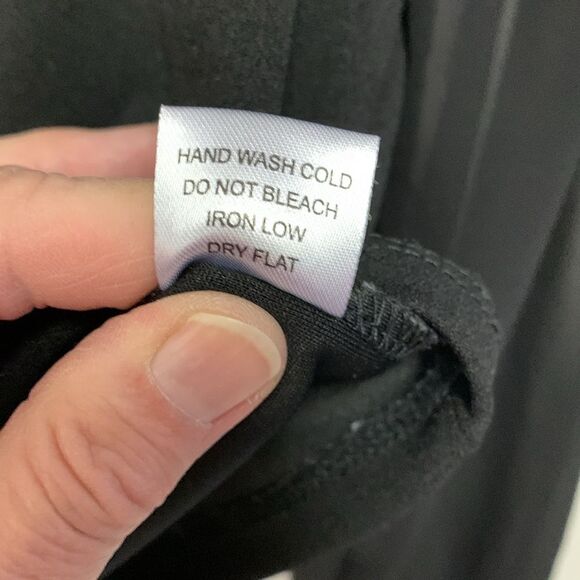 HAND WASH COLD
DO NOT BLEACH
IRON LOW
DRY FLAT